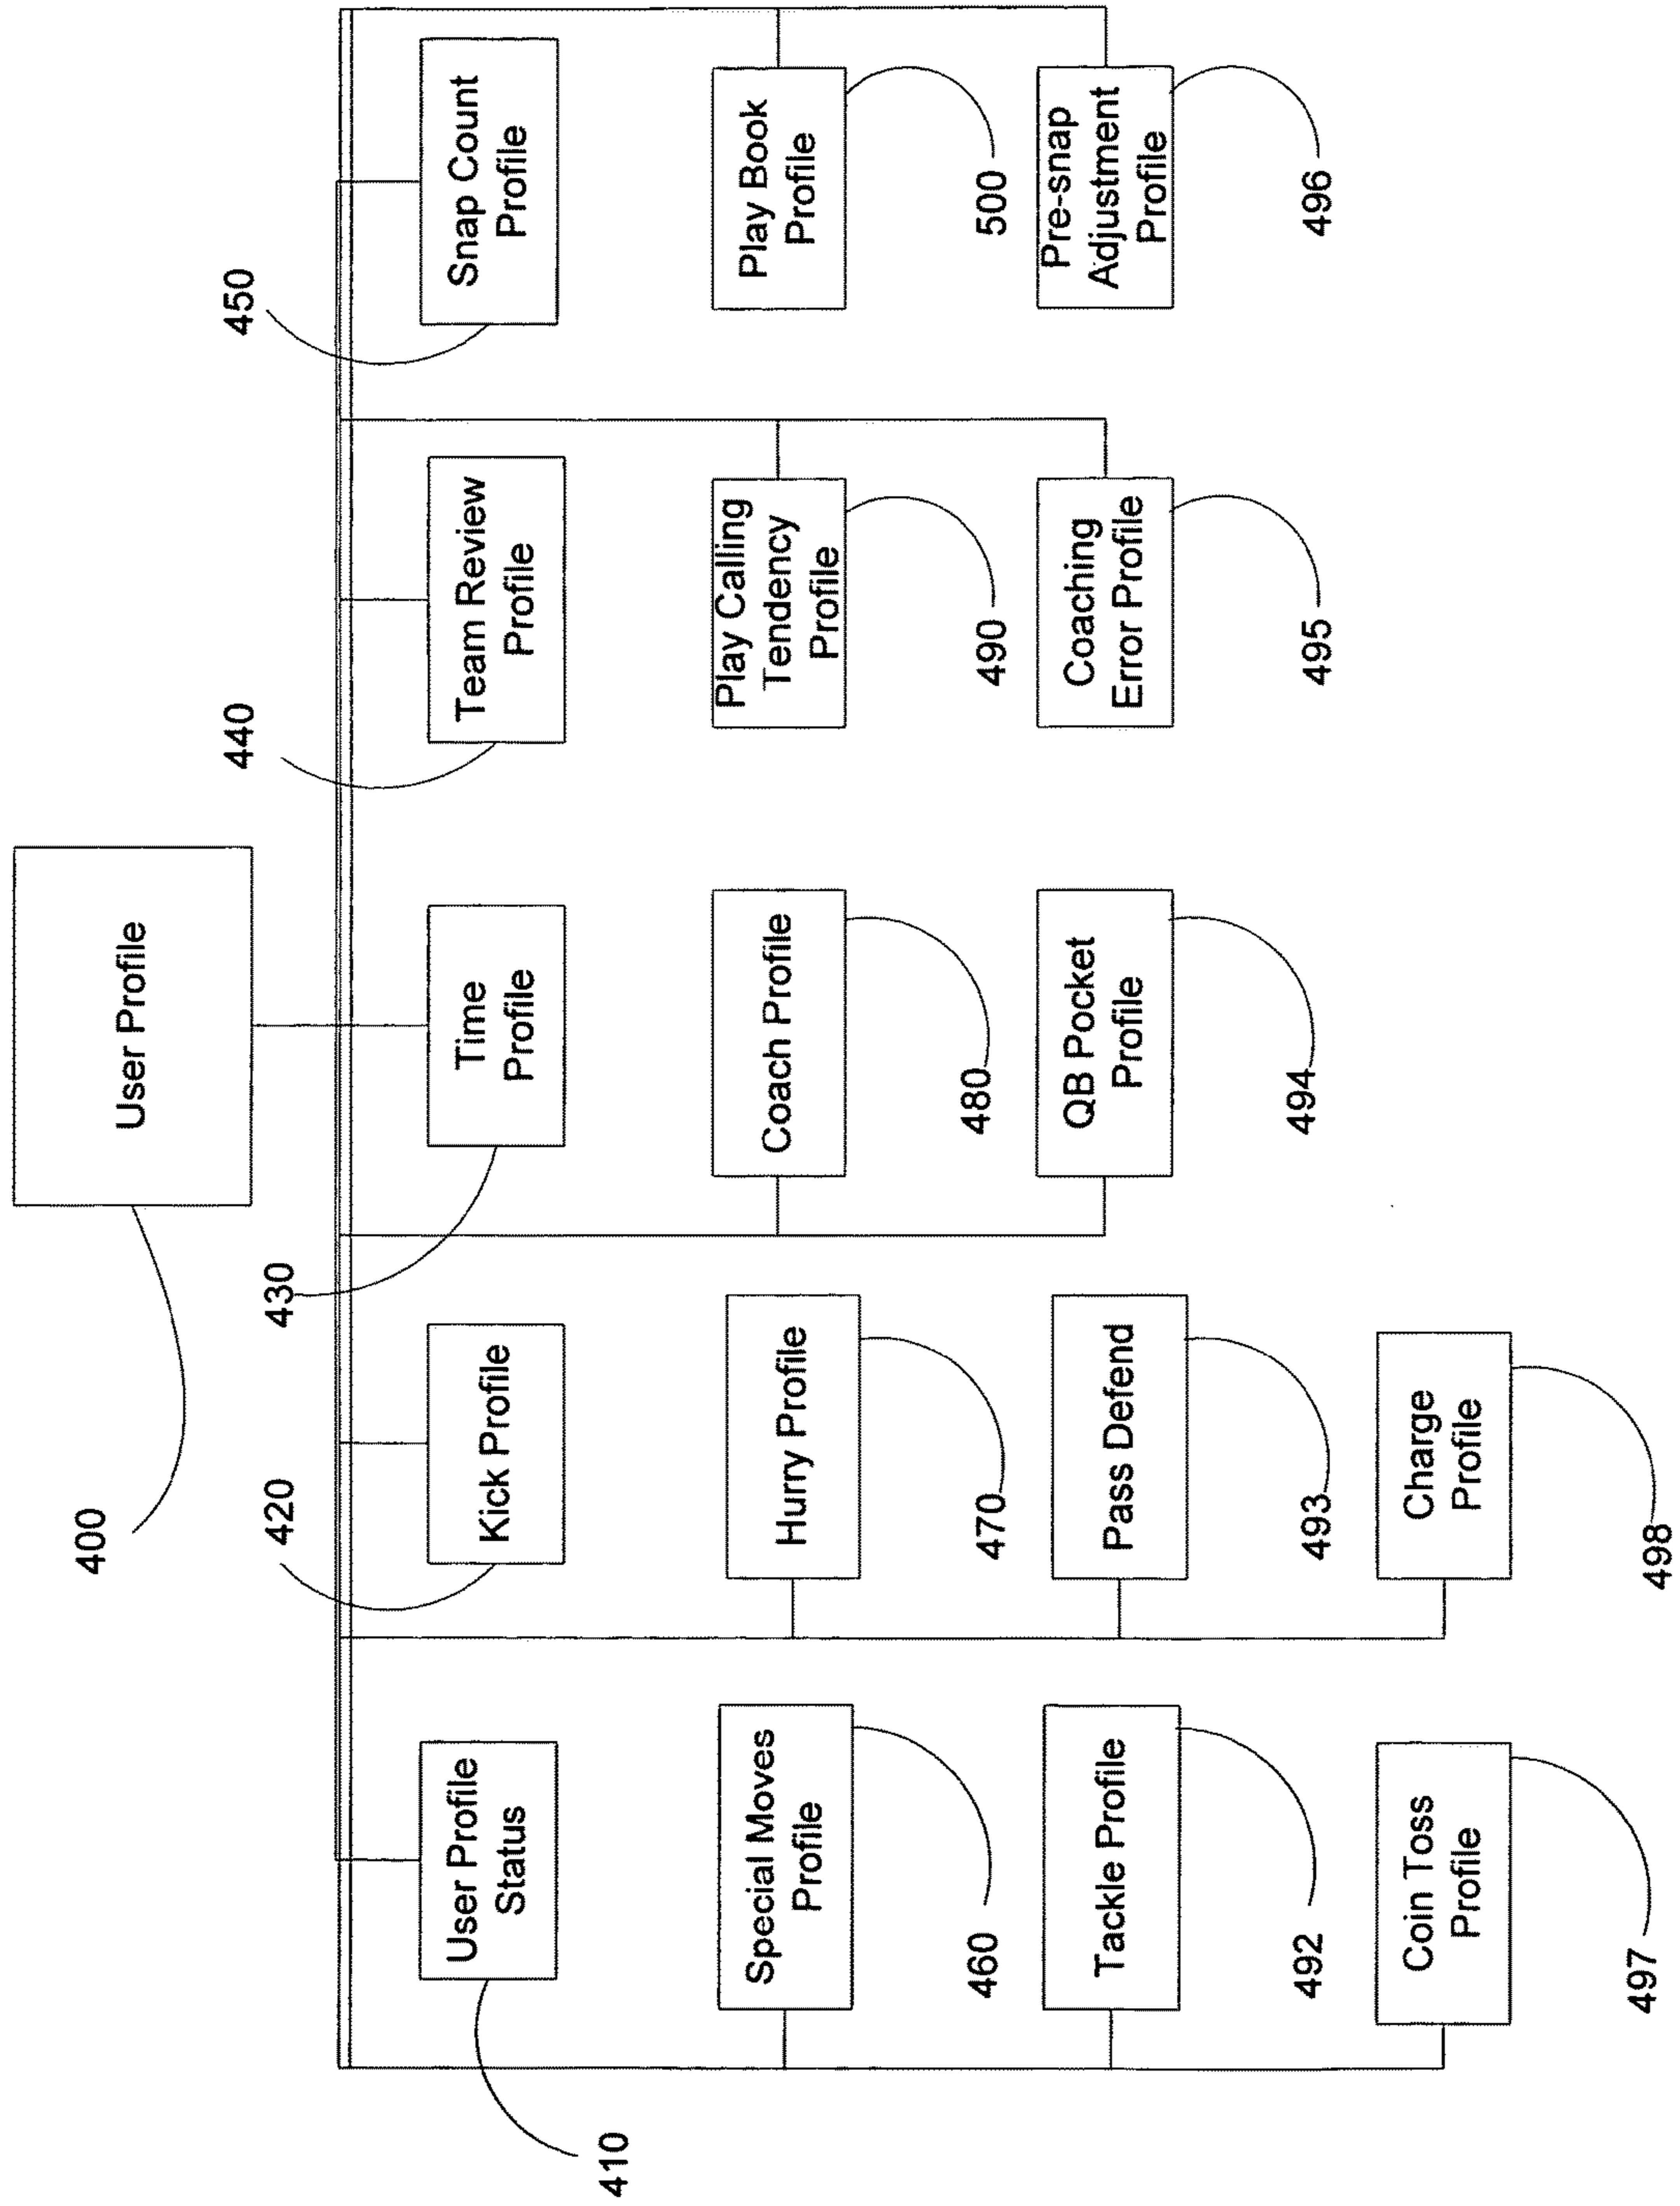 User Profile
400
User Profile
Status
410
Kick Profile
420
Time
Profile
430
Team Review
Profile
440
Snap Count
Profile
450
Special Moves
Profile
460
Hurry Profile
470
Coach Profile
480
Play Calling
Tendency
Profile
490
Play Book
Profile
500
Tackle Profile
492
Pass Defend
493
QB Pocket
Profile
494
Coaching
Error Profile
495
Pre-snap
Adjustment
Profile
496
Coin Toss
Profile
497
Charge
Profile
498